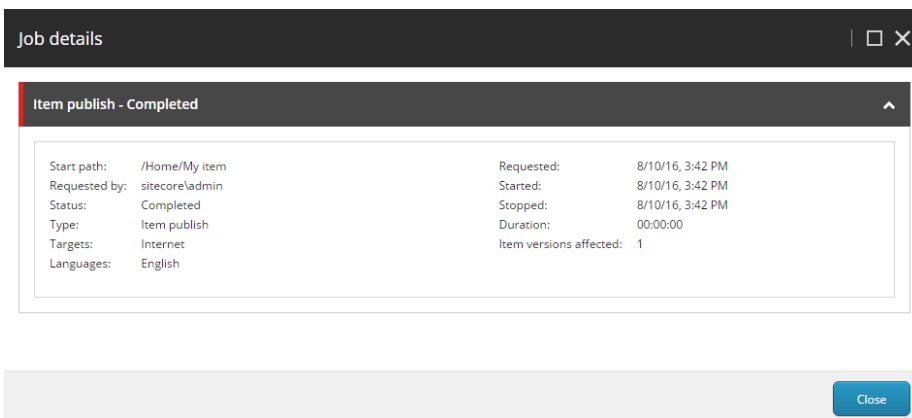 Job details
Item publish - Completed
Start path: /Home/My item
Requested by: sitecore\admin
Status: Completed
Type: Item publish
Targets: Internet
Languages: English
Requested: 8/10/16, 3:42 PM
Started: 8/10/16, 3:42 PM
Stopped: 8/10/16, 3:42 PM
Duration: 00:00:00
Item versions affected: 1
Close